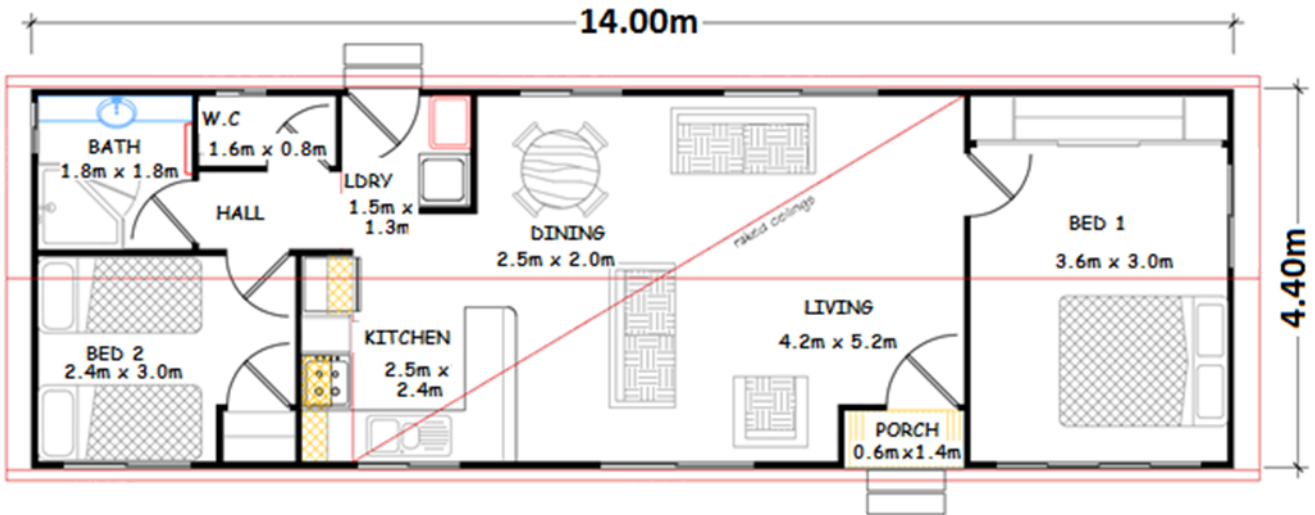 14.00m
W.C
1.6m x 0.8m
BATH
1.8m x 1.8m
LDRY
1.5m x
1.3m
HALL
DINING
2.5m x 2.0m
raked ceilings
BED 1
3.6m x 3.0m
4.40m
LIVING
4.2m x 5.2m
KITCHEN
2.5m x
2.4m
BED 2
2.4m x 3.0m
PORCH
0.6m x 1.4m